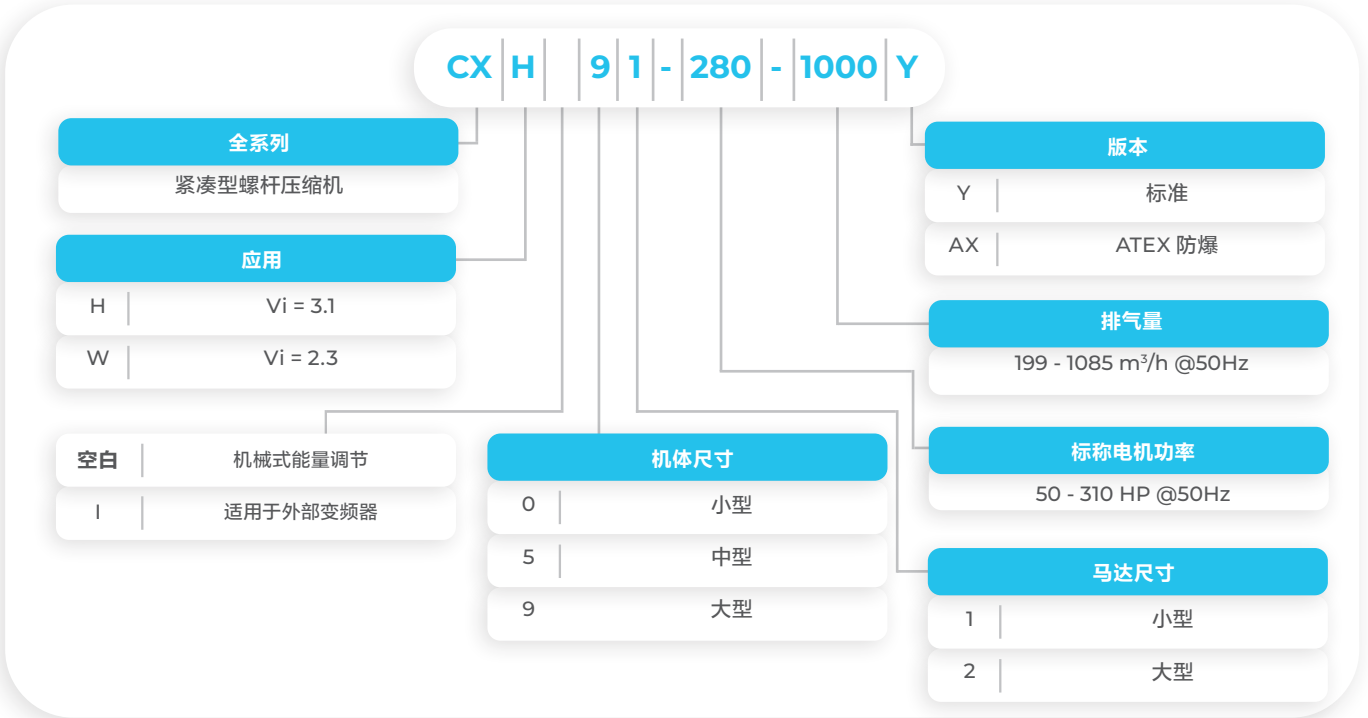 CX H 9 1 - 280 - 1000 Y
全系列
紧凑型螺杆压缩机
应用
H Vi = 3.1
W Vi = 2.3
空白 机械式能量调节
I 适用于外部变频器
机体尺寸
0 小型
5 中型
9 大型
版本
Y 标准
AX ATEX 防爆
排气量
199 - 1085 m³/h @50Hz
标称电机功率
50 - 310 HP @50Hz
马达尺寸
1 小型
2 大型